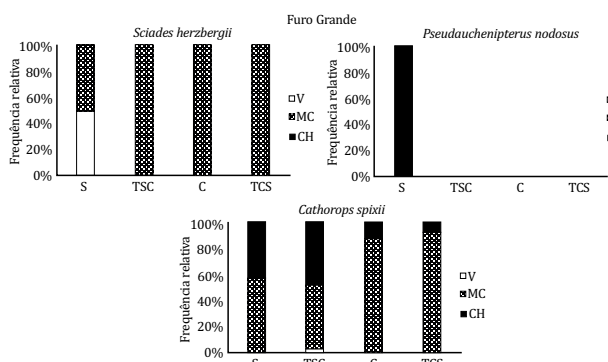 Furo Grande
Sciades herzbergii
Frequência relativa
100%
80%
60%
40%
20%
0%
S TSC C TCS
V
MC
CH
Pseudauchenipterus nodosus
Frequência relativa
100%
80%
60%
40%
20%
0%
S TSC C TCS
Cathorops spixii
Frequência relativa
100%
80%
60%
40%
20%
0%
S TSC C TCS
V
MC
CH